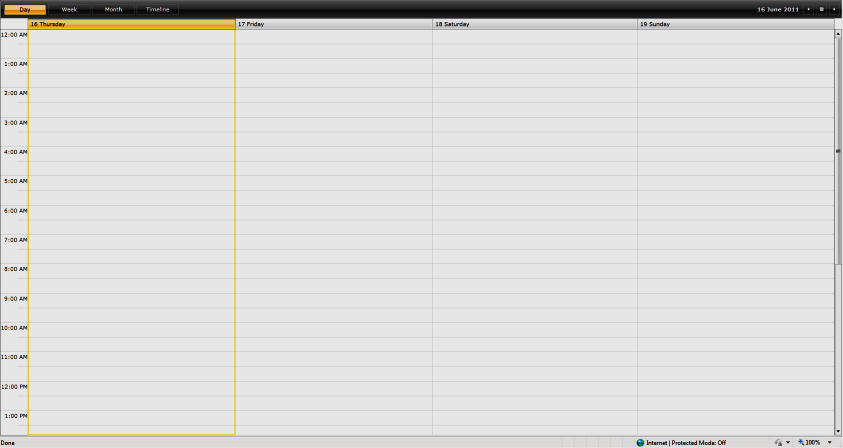 Day Week Month Timeline 16 June 2011
16 Thursday 17 Friday 18 Saturday 19 Sunday
12:00 AM
1:00 AM
2:00 AM
3:00 AM
4:00 AM
5:00 AM
6:00 AM
7:00 AM
8:00 AM
9:00 AM
10:00 AM
11:00 AM
12:00 PM
1:00 PM
Done Internet | Protected Mode: Off 100%